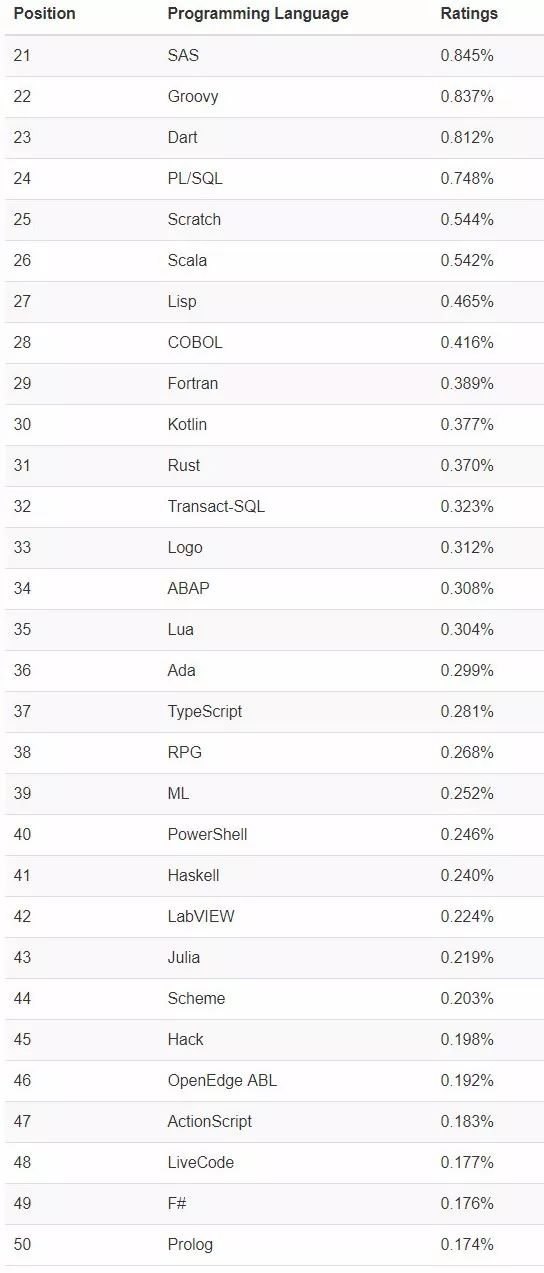 Position Programming Language Ratings
21 SAS 0.845%
22 Groovy 0.837%
23 Dart 0.812%
24 PL/SQL 0.748%
25 Scratch 0.544%
26 Scala 0.542%
27 Lisp 0.465%
28 COBOL 0.416%
29 Fortran 0.389%
30 Kotlin 0.377%
31 Rust 0.370%
32 Transact-SQL 0.323%
33 Logo 0.312%
34 ABAP 0.308%
35 Lua 0.304%
36 Ada 0.299%
37 TypeScript 0.281%
38 RPG 0.268%
39 ML 0.252%
40 PowerShell 0.246%
41 Haskell 0.240%
42 LabVIEW 0.224%
43 Julia 0.219%
44 Scheme 0.203%
45 Hack 0.198%
46 OpenEdge ABL 0.192%
47 ActionScript 0.183%
48 LiveCode 0.177%
49 F# 0.176%
50 Prolog 0.174%